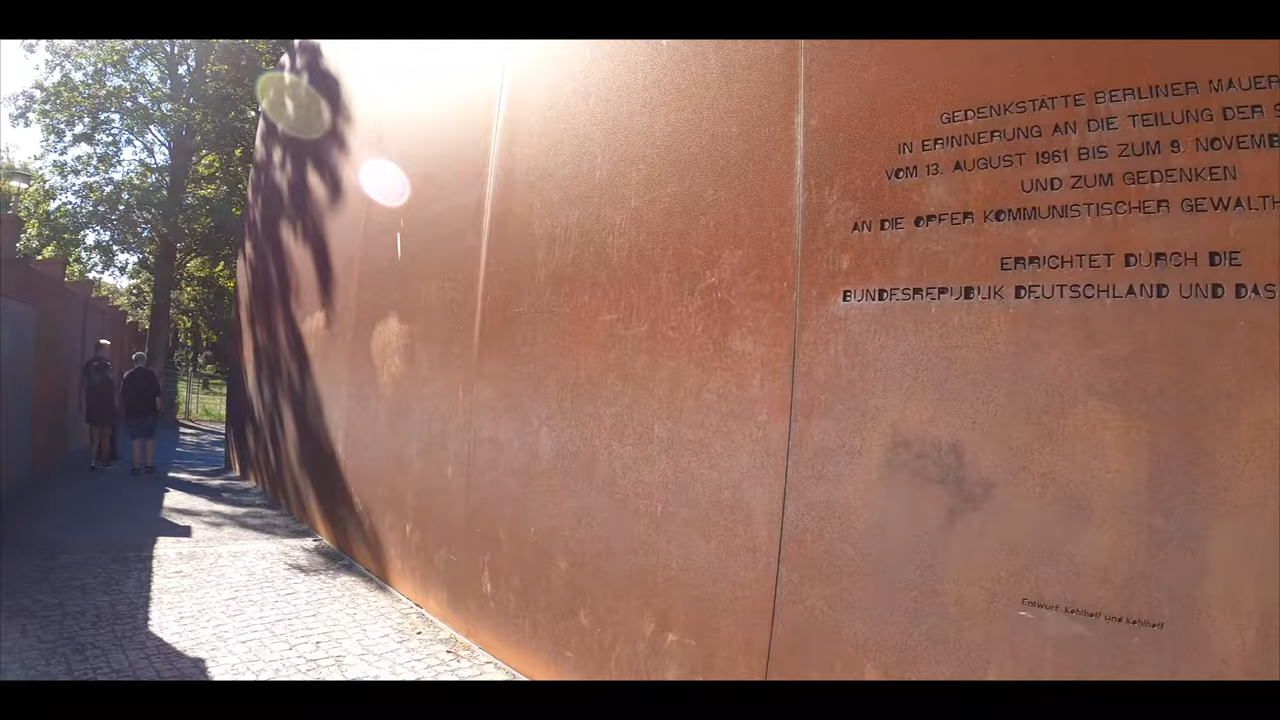 GEDENKSTÄTTE BERLINER MAUER
IN ERINNERUNG AN DIE TEILUNG DER S
VOM 13. AUGUST 1961 BIS ZUM 9. NOVEMB
UND ZUM GEDENKEN
AN DIE OPFER KOMMUNISTISCHER GEWALTH
ERRICHTET DURCH DIE
BUNDESREPUBLIK DEUTSCHLAND UND DAS
Entwurf: Kohlhoff und Kohlhoff